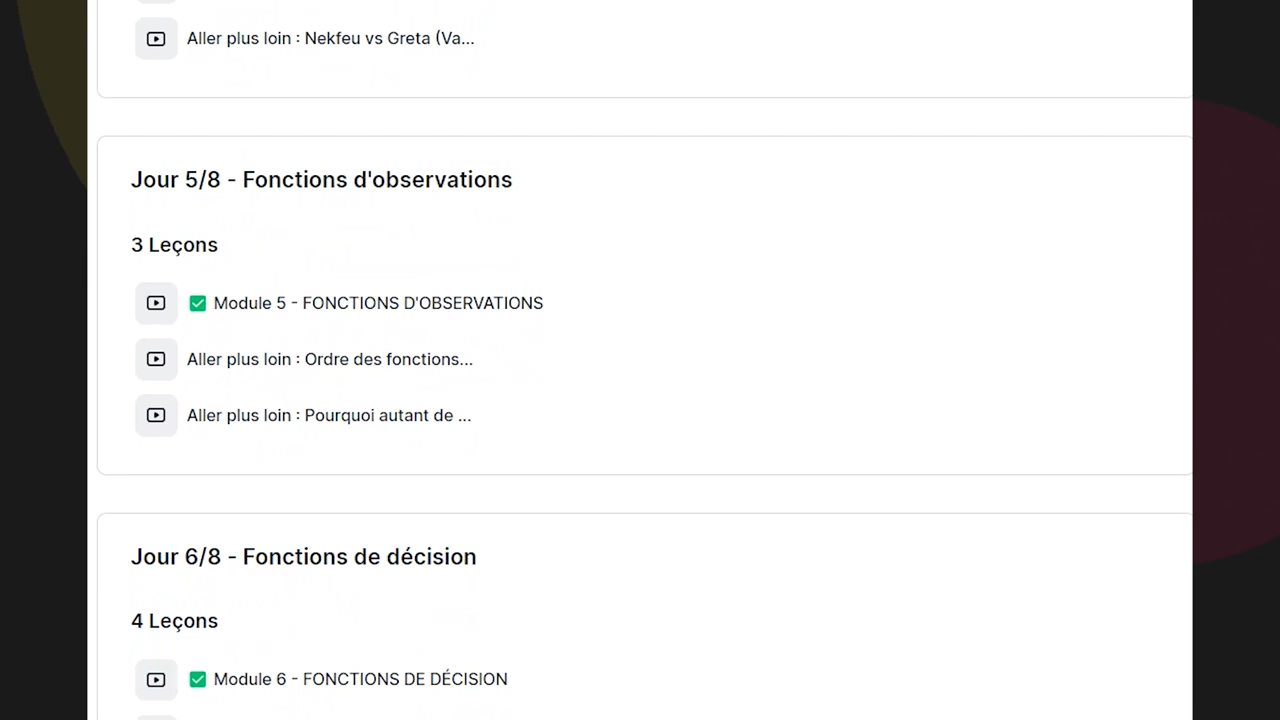 Aller plus loin : Nekfeu vs Greta (Va...
Jour 5/8 - Fonctions d'observations
3 Leçons
✅ Module 5 - FONCTIONS D'OBSERVATIONS
Aller plus loin : Ordre des fonctions...
Aller plus loin : Pourquoi autant de ...
Jour 6/8 - Fonctions de décision
4 Leçons
✅ Module 6 - FONCTIONS DE DÉCISION